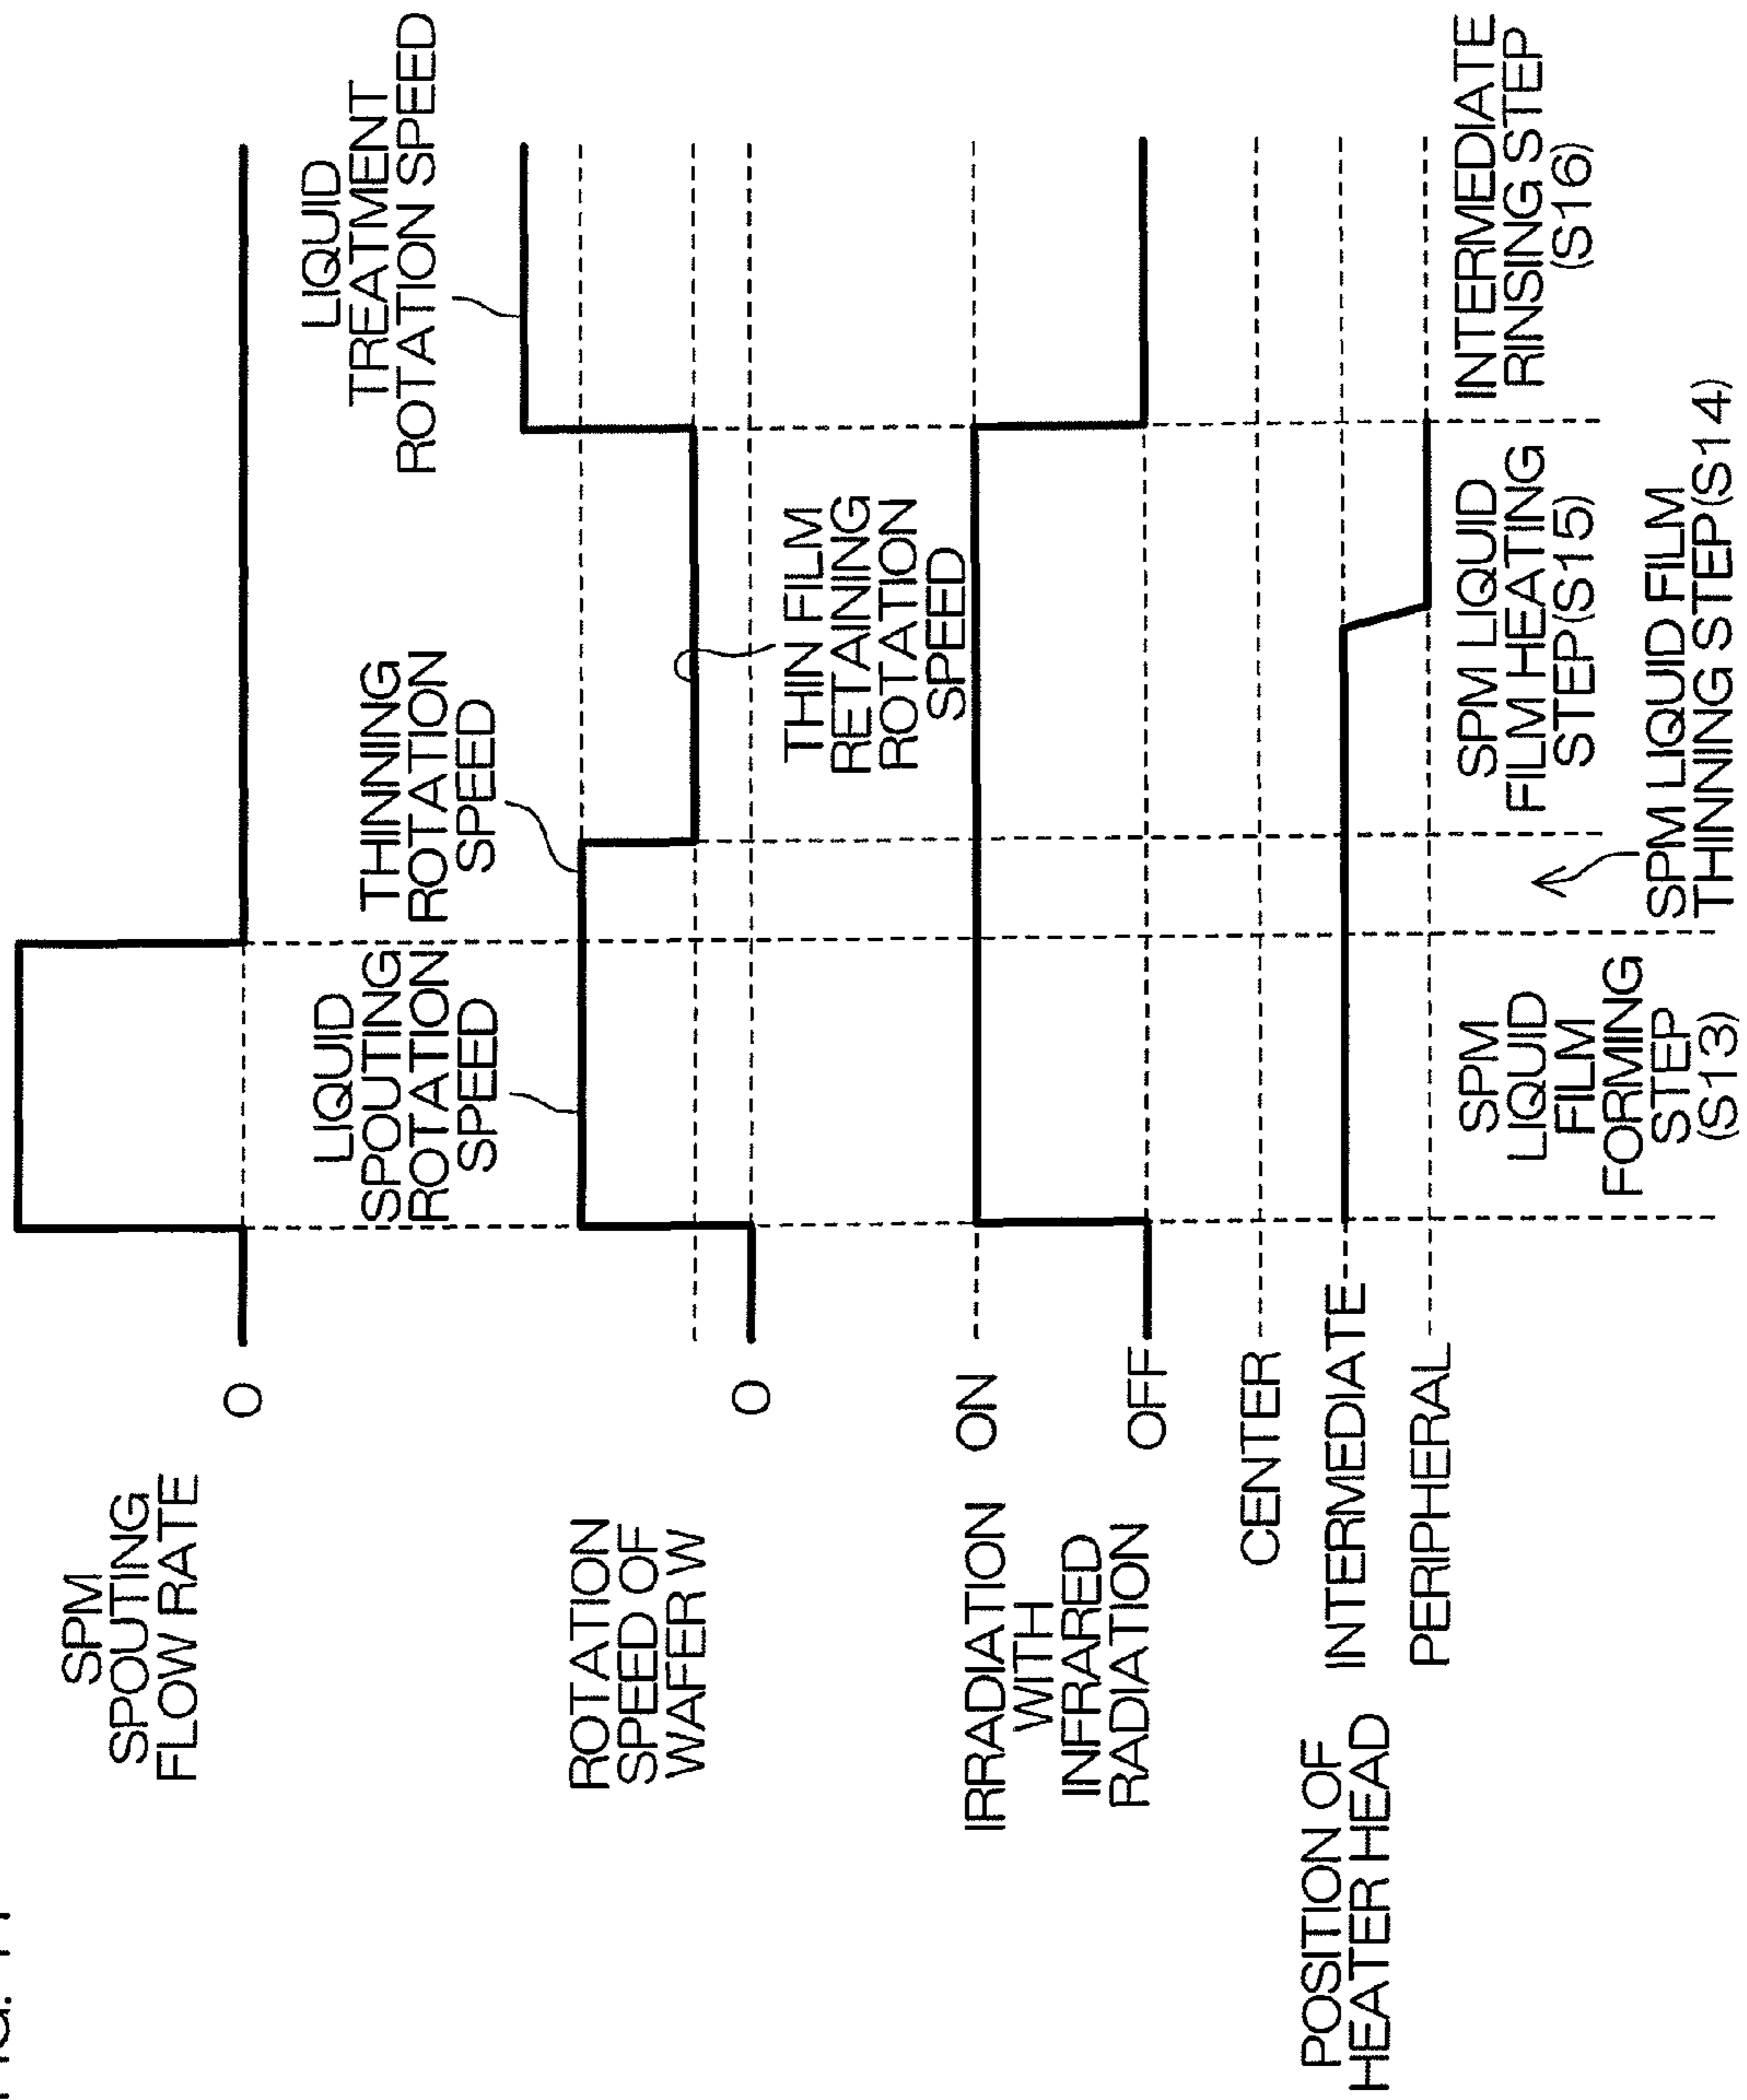 SPM
SPOUTING
FLOW RATE
0
LIQUID
SPOUTING
ROTATION
SPEED
THINNING
ROTATION
SPEED
LIQUID
TREATMENT
ROTATION SPEED
ROTATION
SPEED OF
WAFER W
0
THIN FILM
RETAINING
ROTATION
SPEED
IRRADIATION
WITH
INFRARED
RADIATION
ON
OFF
POSITION OF
HEATER HEAD
CENTER
INTERMEDIATE
PERIPHERAL
SPM
LIQUID
FILM
FORMING
STEP
(S13)
SPM LIQUID
FILM HEATING
STEP(S15)
INTERMEDIATE
RINSING STEP
(S16)
SPM LIQUID FILM
THINNING STEP(S14)